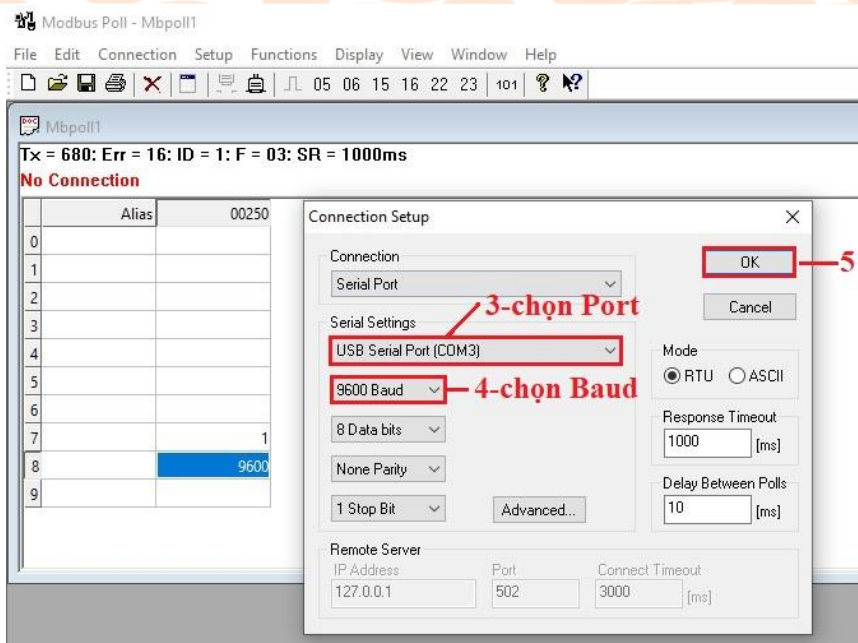 Modbus Poll - Mbpoll1
File Edit Connection Setup Functions Display View Window Help
05 06 15 16 22 23 101
Mbpoll1
Tx = 680: Err = 16: ID = 1: F = 03: SR = 1000ms
No Connection
Alias 00250
0
1
2
3
4
5
6
7 1
8 9600
9
Connection Setup
Connection
Serial Port
OK
5
Cancel
3-chọn Port
Serial Settings
USB Serial Port (COM3)
9600 Baud
4-chọn Baud
8 Data bits
None Parity
1 Stop Bit
Advanced...
Mode
RTU ASCII
Response Timeout
1000 [ms]
Delay Between Polls
10 [ms]
Remote Server
IP Address Port Connect Timeout
127.0.0.1 502 3000 [ms]